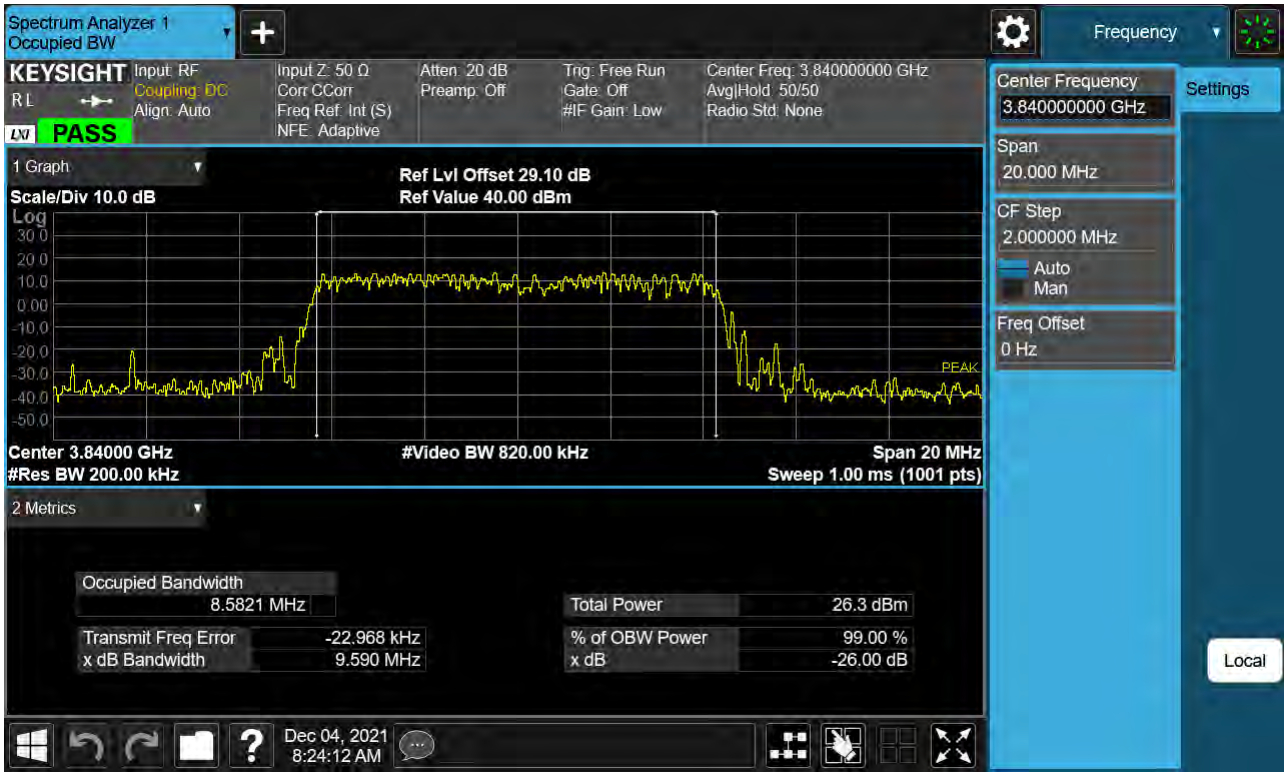 Spectrum Analyzer 1
Occupied BW
Frequency
KEYSIGHT
RL
LXI
PASS
Input: RF
Coupling: DC
Align: Auto
Input Z: 50 Ω
Corr CCorr
Freq Ref: Int (S)
NFE: Adaptive
Atten: 20 dB
Preamp: Off
Trig: Free Run
Gate: Off
#IF Gain: Low
Center Freq: 3.840000000 GHz
Avg|Hold: 50/50
Radio Std: None
Center Frequency
3.840000000 GHz
Settings
Span
20.000 MHz
CF Step
2.000000 MHz
Auto
Man
Freq Offset
0 Hz
Local
1 Graph
Scale/Div 10.0 dB
Ref Lvl Offset 29.10 dB
Ref Value 40.00 dBm
Log
30.0
20.0
10.0
0.00
-10.0
-20.0
-30.0
-40.0
-50.0
PEAK
Center 3.84000 GHz
#Video BW 820.00 kHz
Span 20 MHz
#Res BW 200.00 kHz
Sweep 1.00 ms (1001 pts)
2 Metrics
Occupied Bandwidth
8.5821 MHz
Total Power 26.3 dBm
Transmit Freq Error -22.968 kHz
% of OBW Power 99.00 %
x dB Bandwidth 9.590 MHz
x dB -26.00 dB
?
Dec 04, 2021
8:24:12 AM